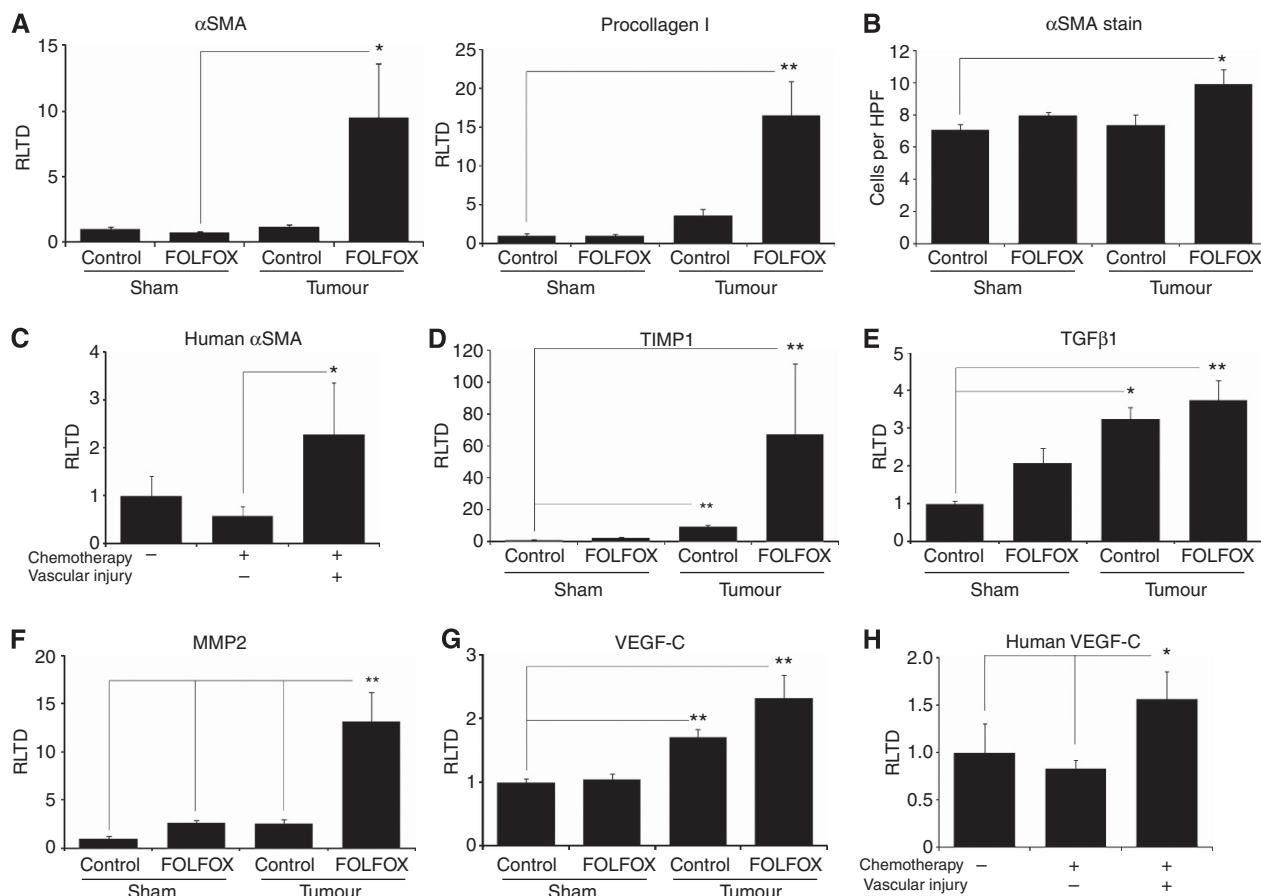 A
αSMA
15
10
5
0
RLTD
*
Control FOLFOX Control FOLFOX
Sham Tumour
Procollagen I
25
20
15
10
5
0
RLTD
**
Control FOLFOX Control FOLFOX
Sham Tumour
B
αSMA stain
12
10
8
6
4
2
0
Cells per HPF
*
Control FOLFOX Control FOLFOX
Sham Tumour
C
Human αSMA
4
3
2
1
0
RLTD
*
Chemotherapy − + +
Vascular injury − +
D
TIMP1
120
100
80
60
40
20
0
RLTD
**
**
Control FOLFOX Control FOLFOX
Sham Tumour
E
TGFβ1
5
4
3
2
1
0
RLTD
*
**
Control FOLFOX Control FOLFOX
Sham Tumour
F
MMP2
20
15
10
5
0
RLTD
**
Control FOLFOX Control FOLFOX
Sham Tumour
G
VEGF-C
3
2
1
0
RLTD
**
**
Control FOLFOX Control FOLFOX
Sham Tumour
H
Human VEGF-C
2.0
1.5
1.0
0.5
0
RLTD
*
Chemotherapy − + +
Vascular injury − +